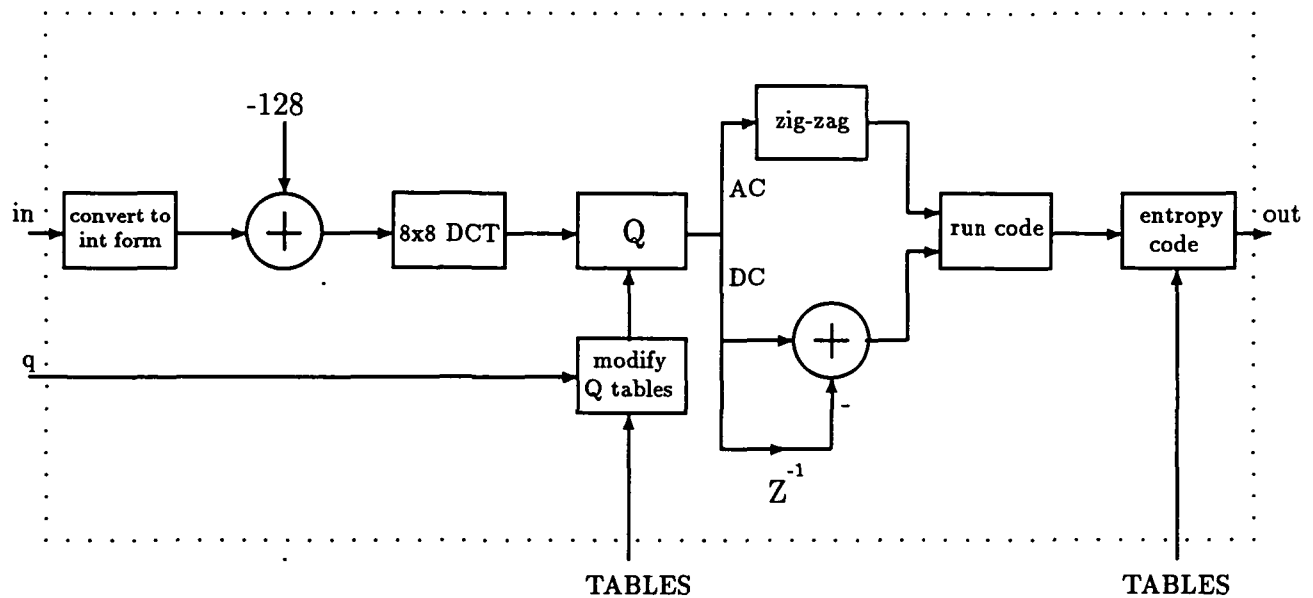 -128
zig-zag
AC
in
convert to
int form
+
8x8 DCT
Q
run code
entropy
code
out
DC
+
q
modify
Q tables
-
Z^-1
TABLES
TABLES